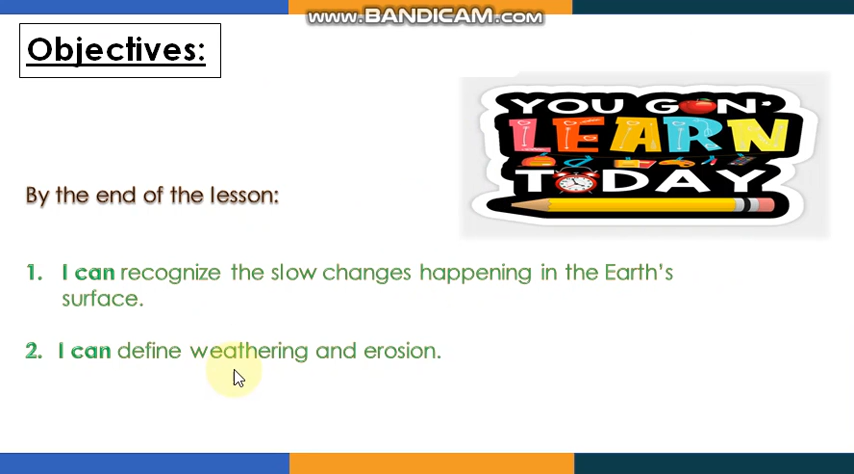 www.BANDICAM.com
Objectives:
YOU GON'
LEARN
TODAY
By the end of the lesson:
1. I can recognize the slow changes happening in the Earth's
surface.
2. I can define weathering and erosion.